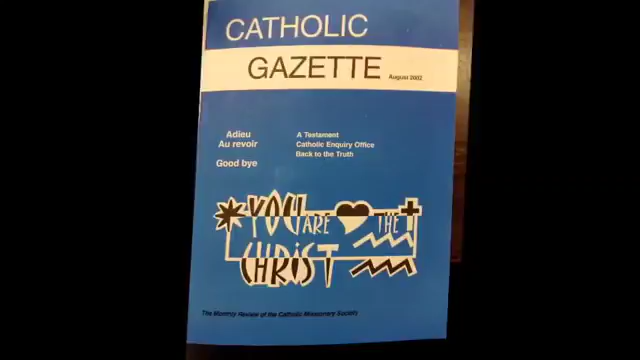 CATHOLIC
GAZETTE August 2002
Adieu
Au revoir
Good bye
A Testament
Catholic Enquiry Office
Back to the Truth
YOU ARE THE
CHRIST
The Monthly Review of the Catholic Missionary Society